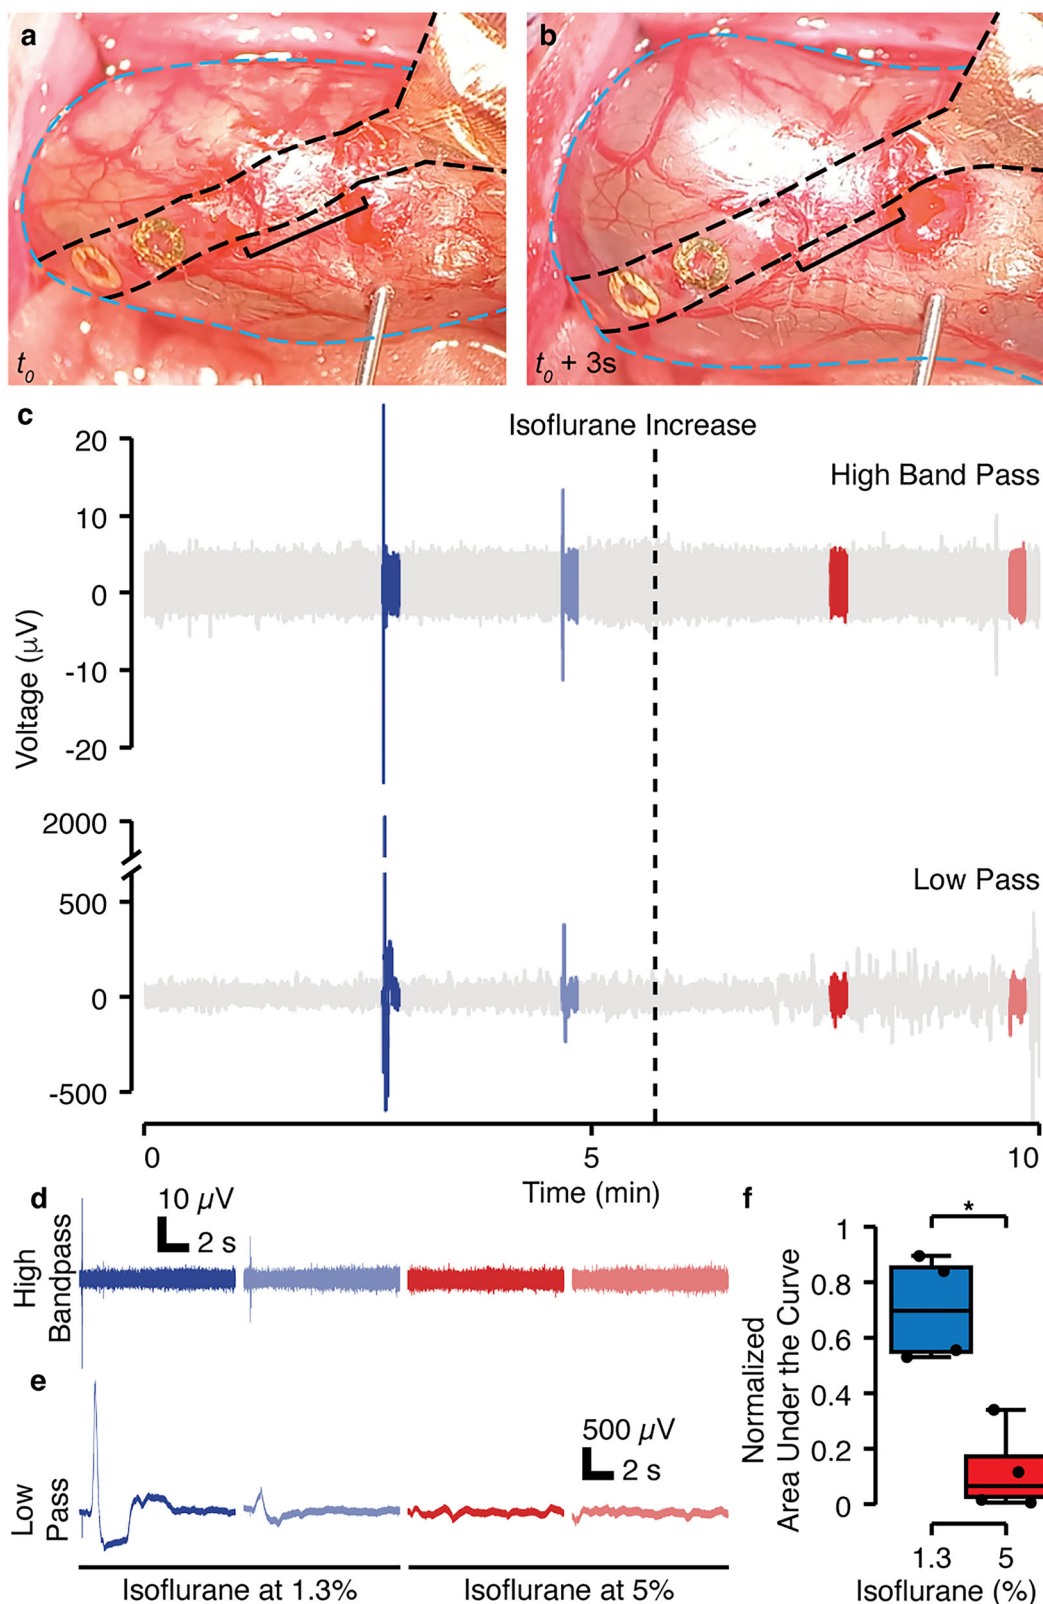 a
b
t0
t0 + 3s
c
Isoflurane Increase
High Band Pass
20
10
0
-10
-20
Voltage (μV)
2000
500
0
-500
Low Pass
0
5
10
Time (min)
d
High
Bandpass
10 μV
2 s
e
Low
Pass
500 μV
2 s
Isoflurane at 1.3%
Isoflurane at 5%
f
*
Normalized
Area Under the Curve
1
0.8
0.6
0.4
0.2
0
1.3
5
Isoflurane (%)